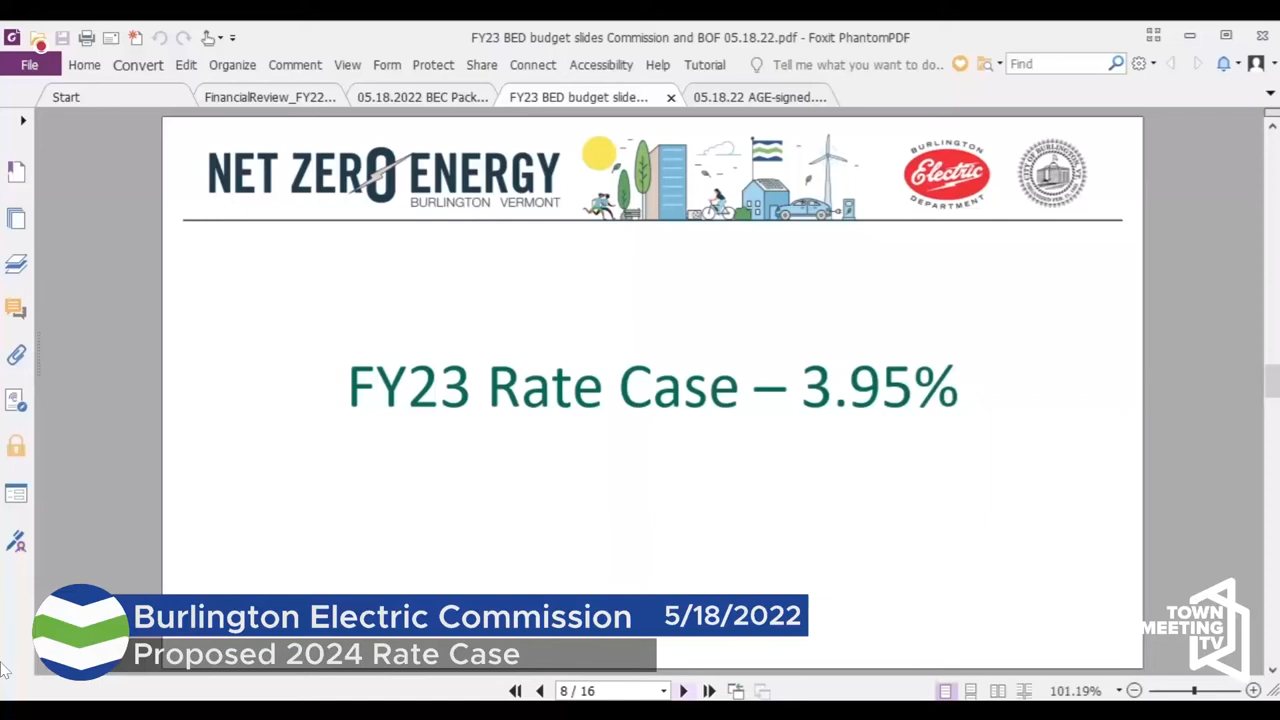 FY23 BED budget slides Commission and BOF 05.18.22.pdf - Foxit PhantomPDF
File Home Convert Edit Organize Comment View Form Protect Share Connect Accessibility Help Tutorial Tell me what you want to do.. Find
Start FinancialReview_FY22... 05.18.2022 BEC Pack... FY23 BED budget slide... 05.18.22 AGE-signed....
NET ZERO ENERGY
BURLINGTON VERMONT
BURLINGTON
Electric
DEPARTMENT
FY23 Rate Case – 3.95%
Burlington Electric Commission 5/18/2022
Proposed 2024 Rate Case
TOWN
MEETING
TV
8 / 16
101.19%